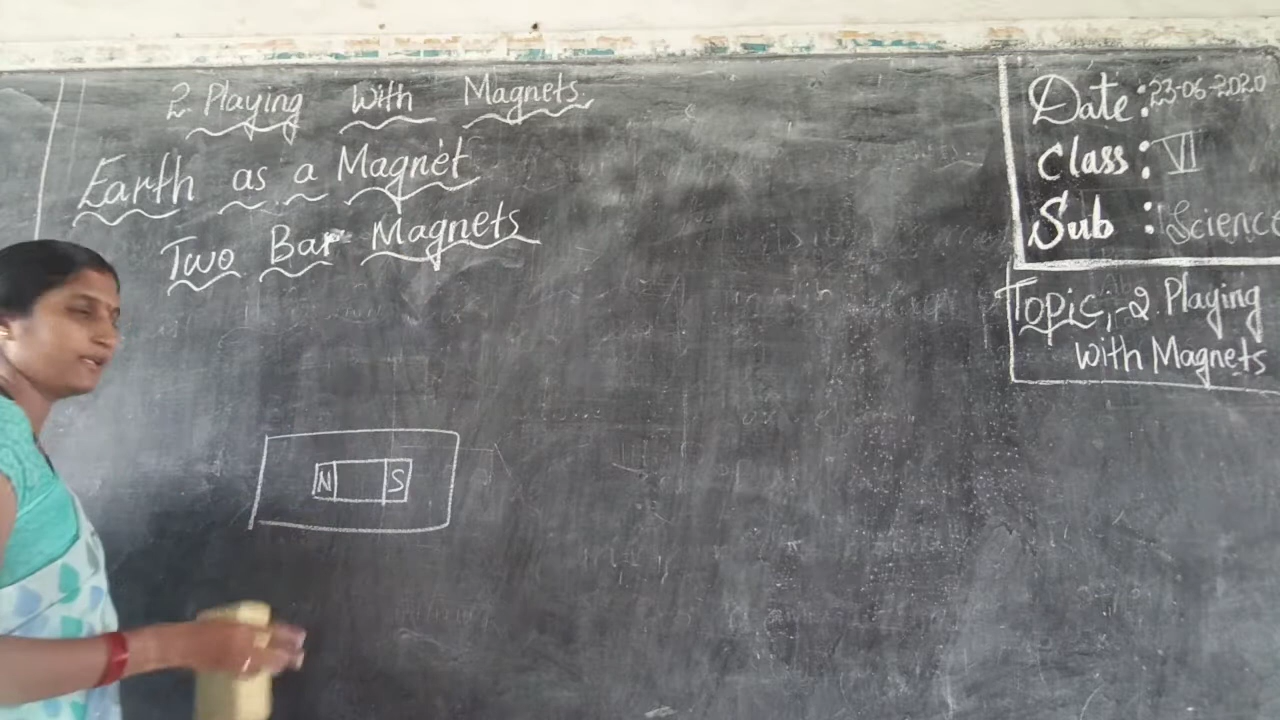 2. Playing With Magnets.
Earth as a Magnet
Two Bar Magnets
N S
Date: 23-06-2020
Class: VI
Sub : Science
Topic:-2. Playing
with Magnets